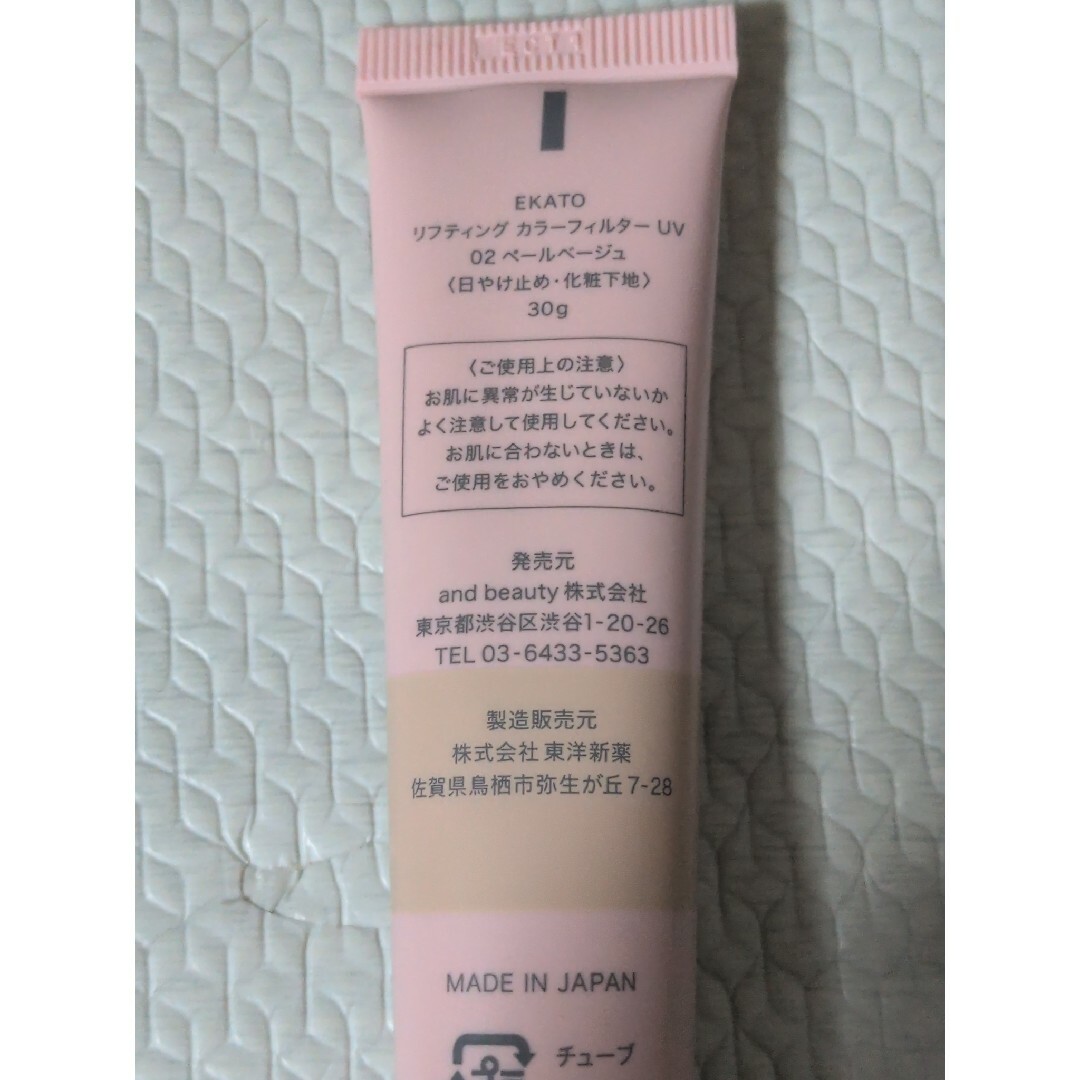 EKATO
リフティング カラーフィルター UV
02 ペールベージュ
〈日やけ止め・化粧下地〉
30g
〈ご使用上の注意〉
お肌に異常が生じていないか
よく注意して使用してください。
お肌に合わないときは、
ご使用をおやめください。
発売元
and beauty 株式会社
東京都渋谷区渋谷1-20-26
TEL 03-6433-5363
製造販売元
株式会社 東洋新薬
佐賀県鳥栖市弥生が丘 7-28
MADE IN JAPAN
プラ チューブ